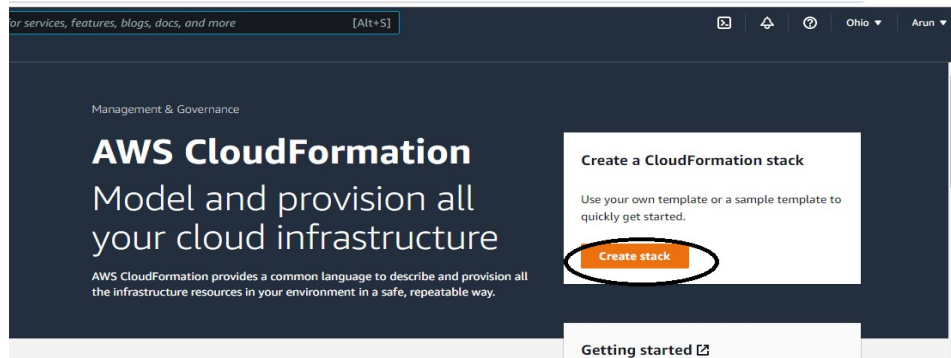 for services, features, blogs, docs, and more [Alt+S] Ohio Arun
Management & Governance
AWS CloudFormation
Model and provision all
your cloud infrastructure
AWS CloudFormation provides a common language to describe and provision all
the infrastructure resources in your environment in a safe, repeatable way.
Create a CloudFormation stack
Use your own template or a sample template to
quickly get started.
Create stack
Getting started